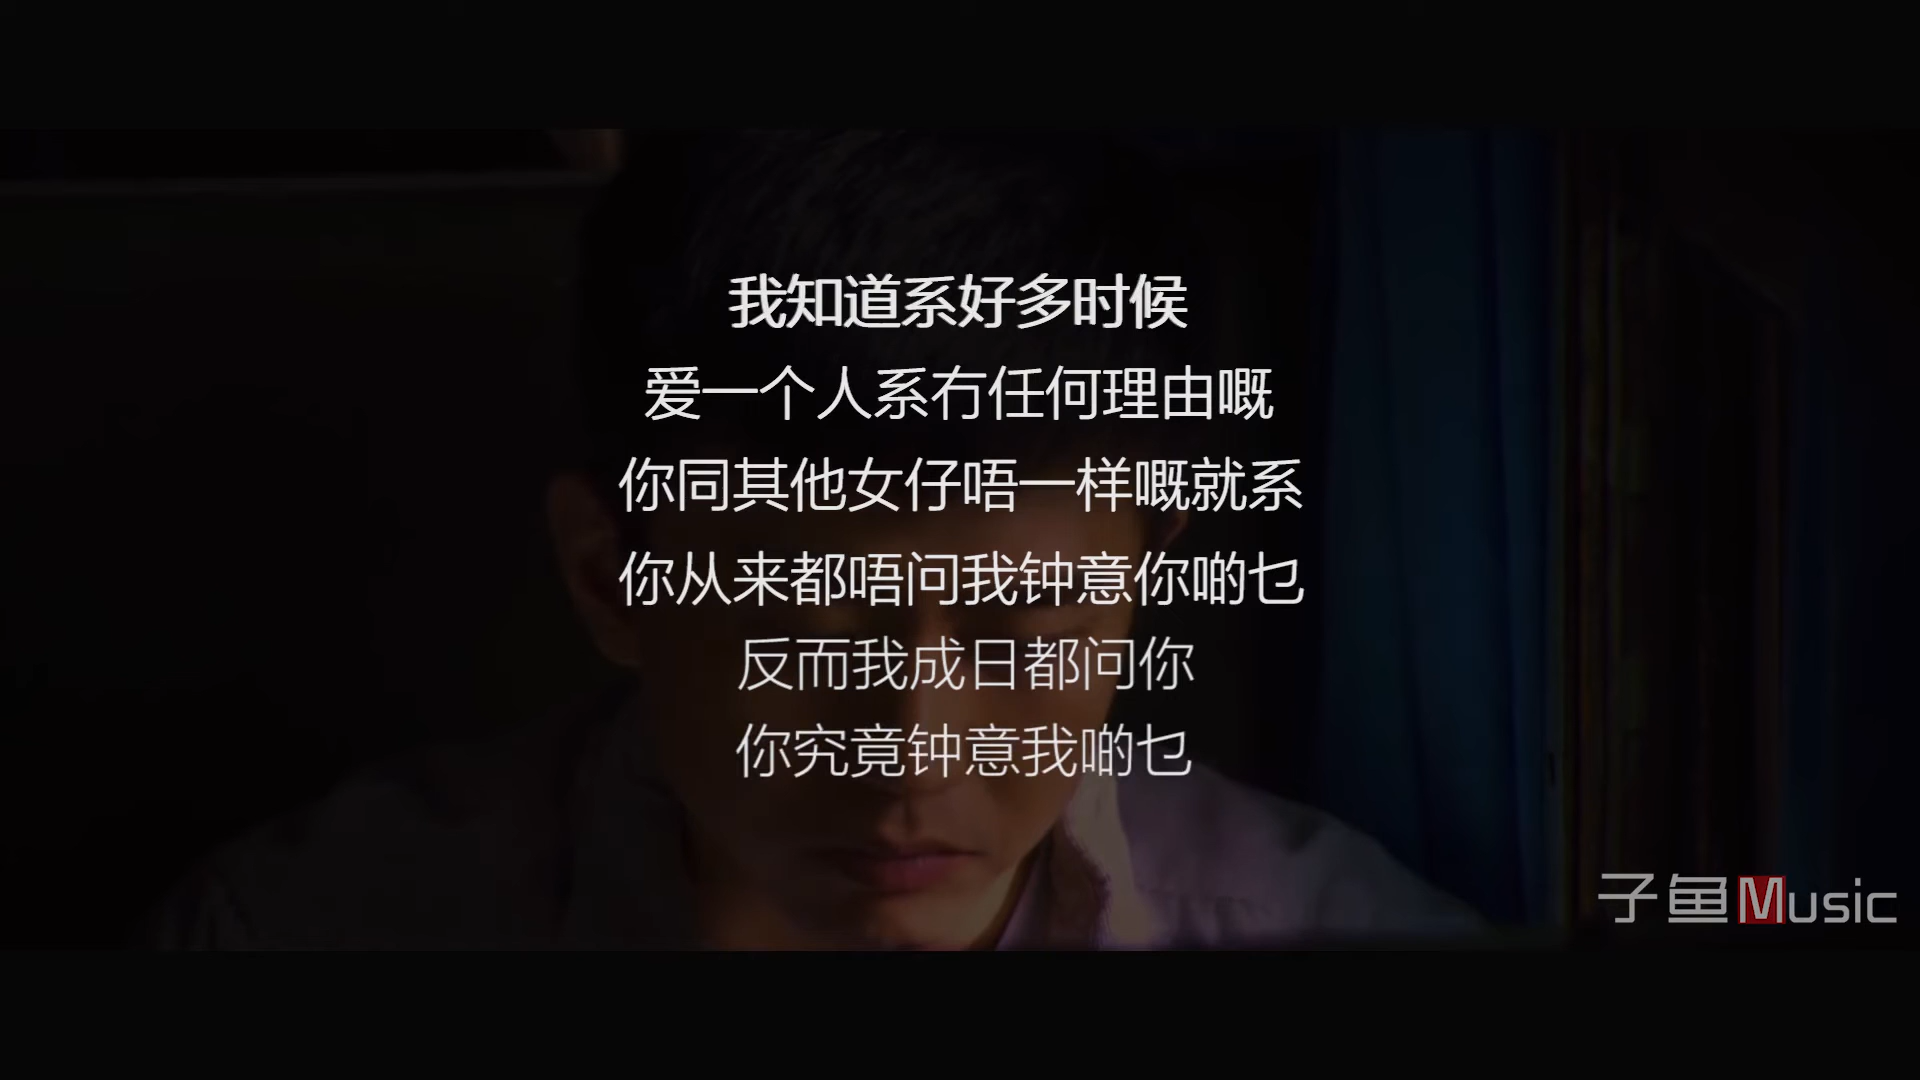 我知道系好多时候
爱一个人系冇任何理由嘅
你同其他女仔唔一样嘅就系
你从来都唔问我钟意你啲乜
反而我成日都问你
你究竟钟意我啲乜
子鱼Music